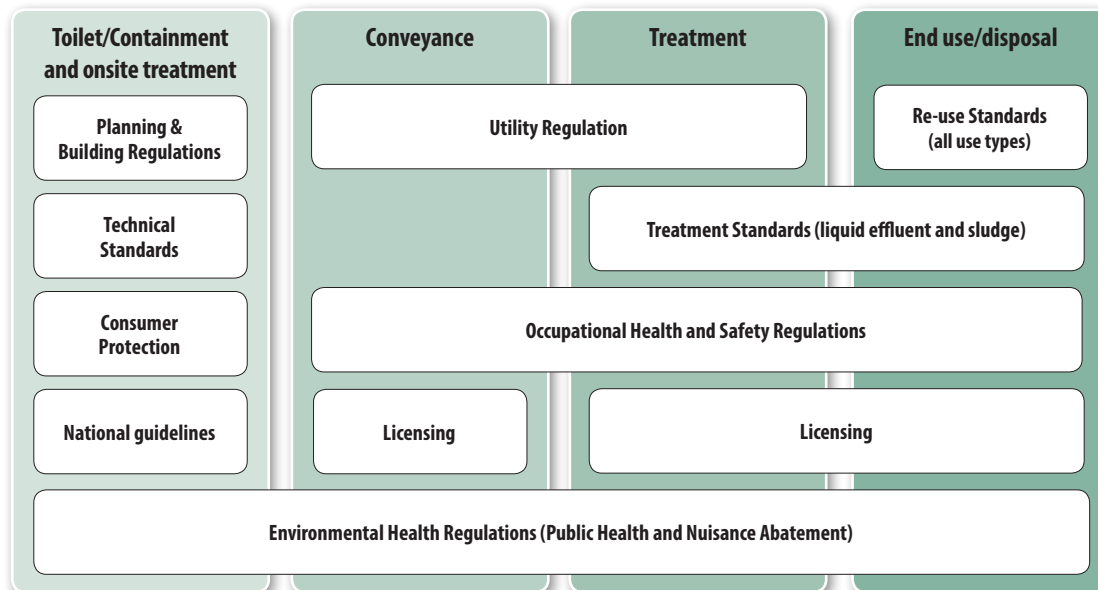 Toilet/Containment
and onsite treatment
Conveyance
Treatment
End use/disposal
Planning &
Building Regulations
Utility Regulation
Re-use Standards
(all use types)
Technical
Standards
Treatment Standards (liquid effluent and sludge)
Consumer
Protection
Occupational Health and Safety Regulations
National guidelines
Licensing
Licensing
Environmental Health Regulations (Public Health and Nuisance Abatement)